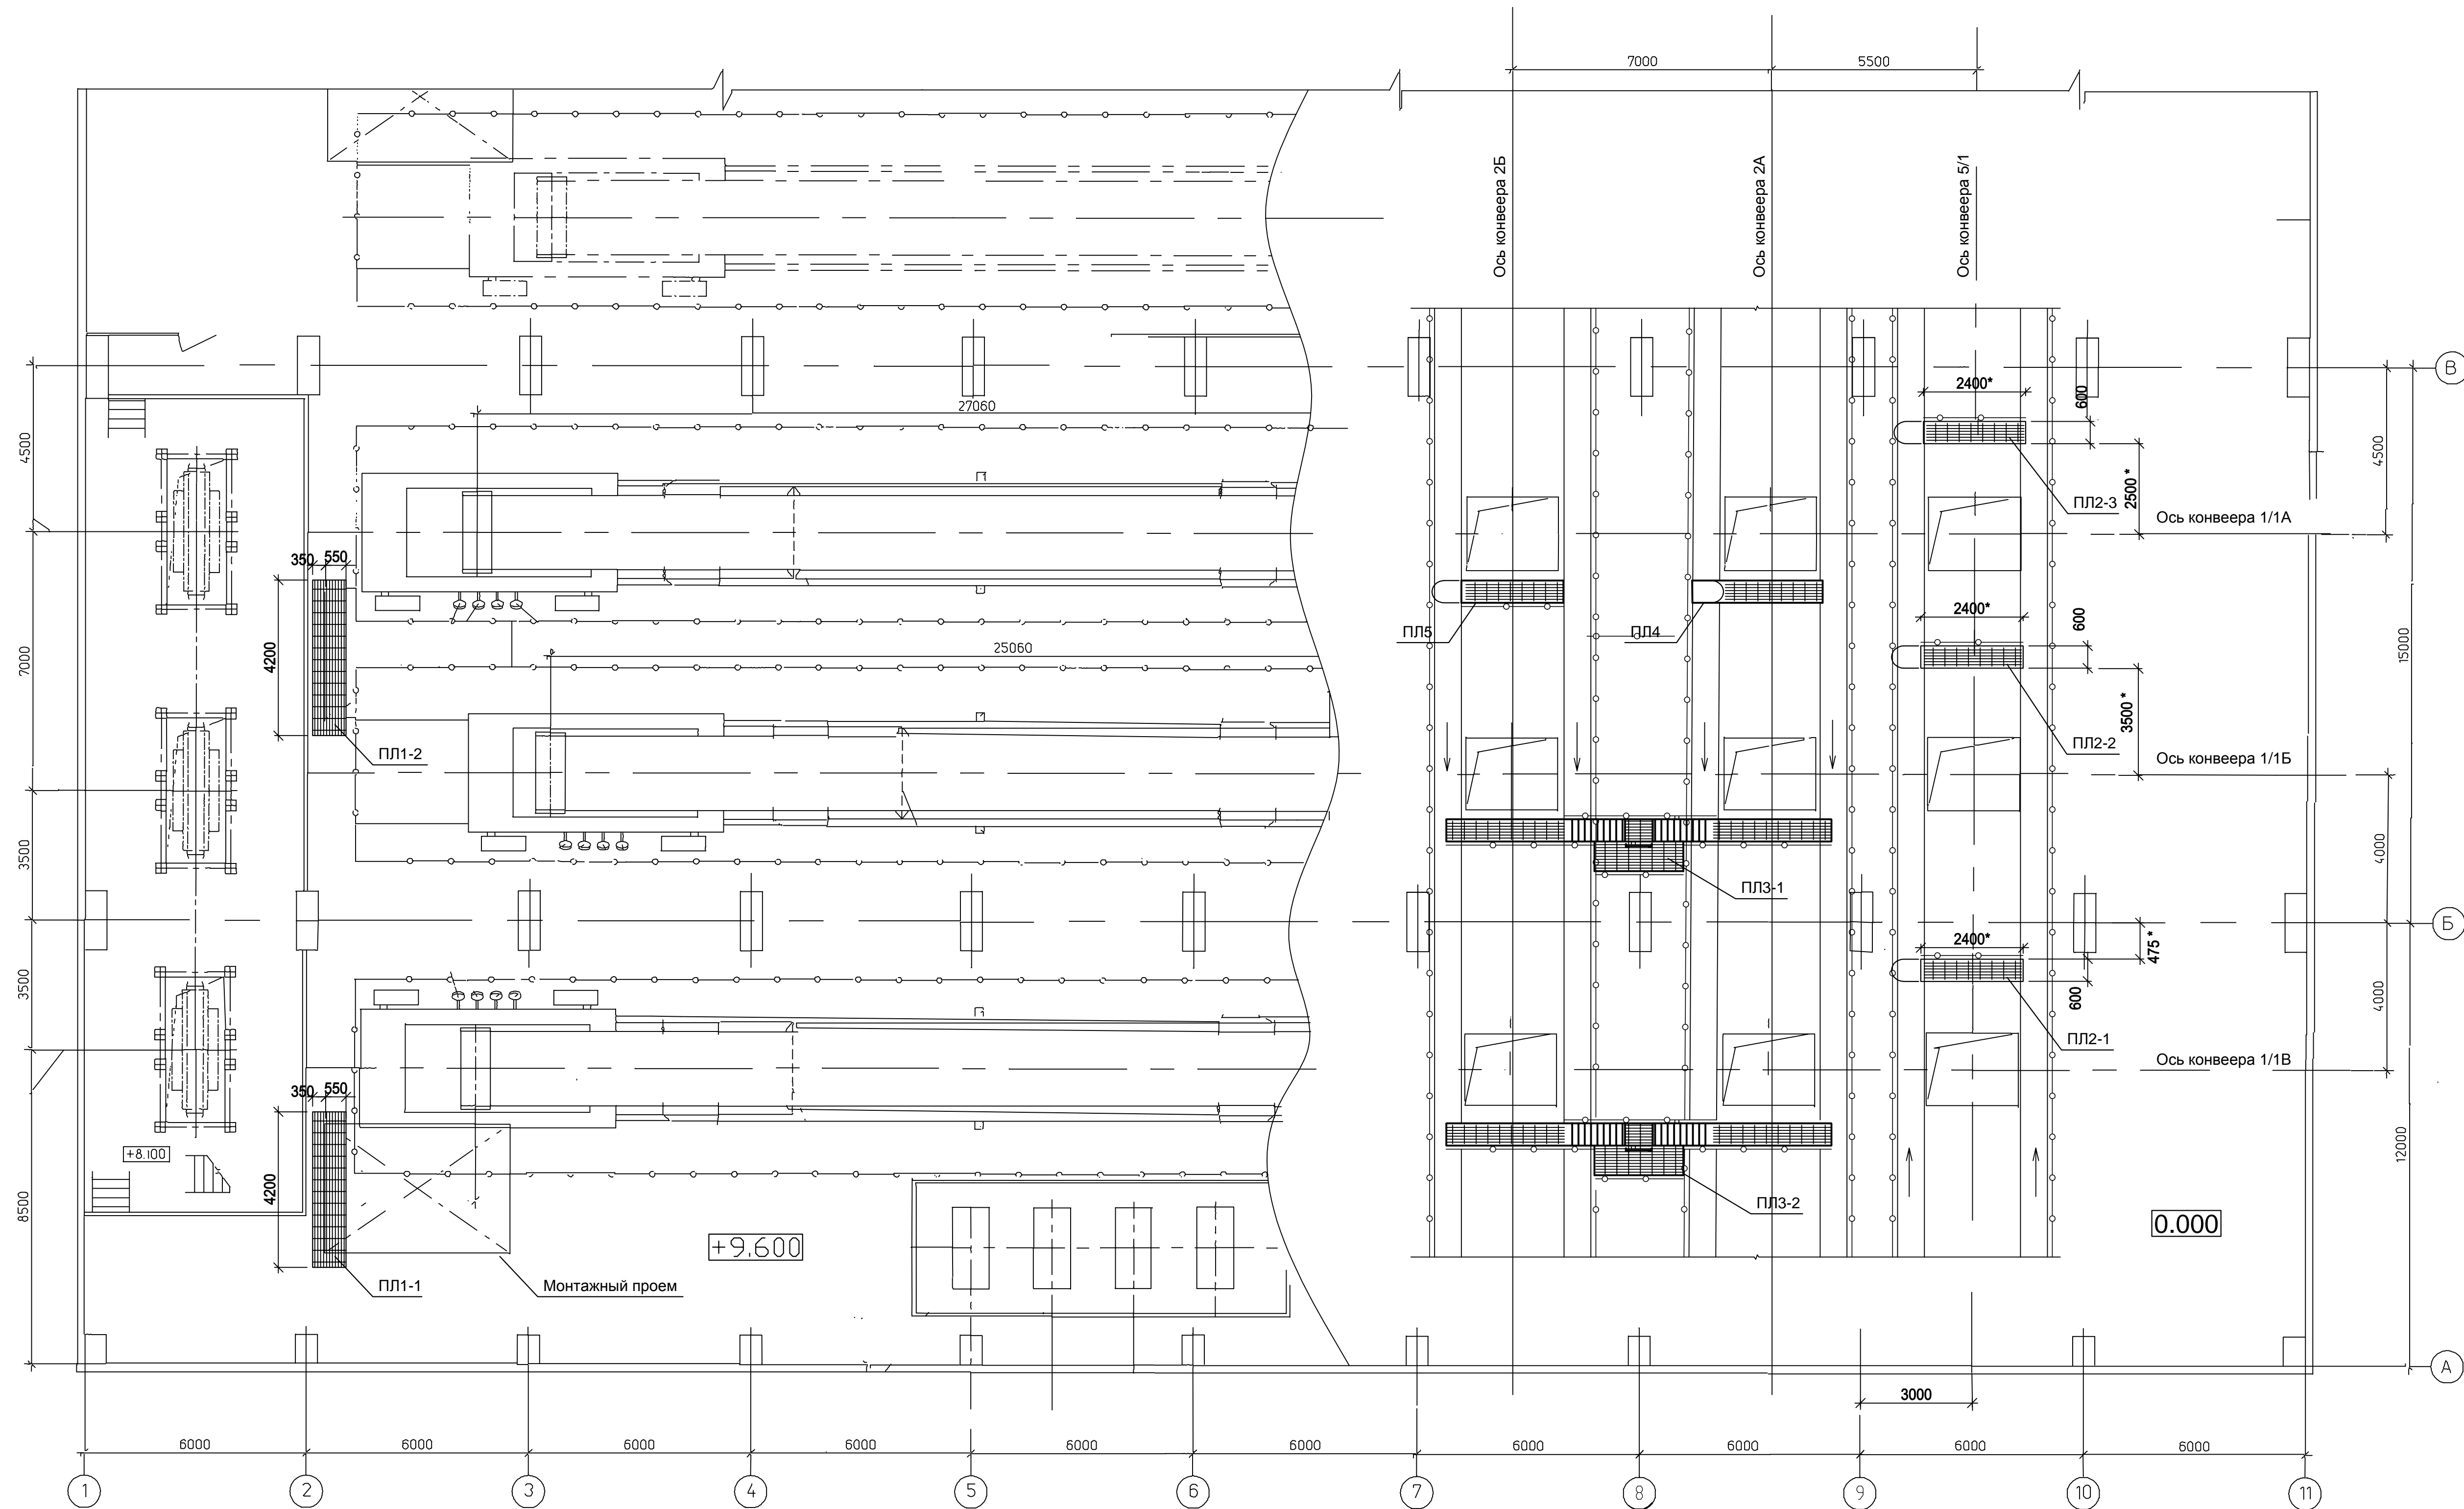 7000
5500
Ось конвеера 2Б
Ось конвеера 2А
Ось конвеера 5/1
В
2400*
600
27060
4500
4500
2500*
ПЛ2-3
Ось конвеера 1/1А
350
550
2400*
600
ПЛ5
ПЛ4
15000
4200
7000
25060
3500*
ПЛ1-2
ПЛ2-2
Ось конвеера 1/1Б
3500
4000
ПЛ3-1
Б
2400*
475*
3500
4000
600
ПЛ2-1
Ось конвеера 1/1В
350
550
+8.100
12000
4200
8500
ПЛ3-2
0.000
+9.600
ПЛ1-1
Монтажный проем
А
3000
6000
6000
6000
6000
6000
6000
6000
6000
6000
6000
1
2
3
4
5
6
7
8
9
10
11